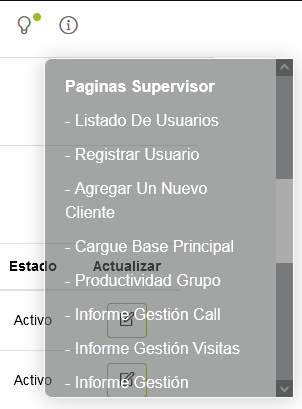 Paginas Supervisor
- Listado De Usuarios
- Registrar Usuario
- Agregar Un Nuevo
Cliente
- Cargue Base Principal
Estado Actualizar
- Productividad Grupo
- Informe Gestión Call
Activo
- Informe Gestión Visitas
- Informe Gestión
Activo